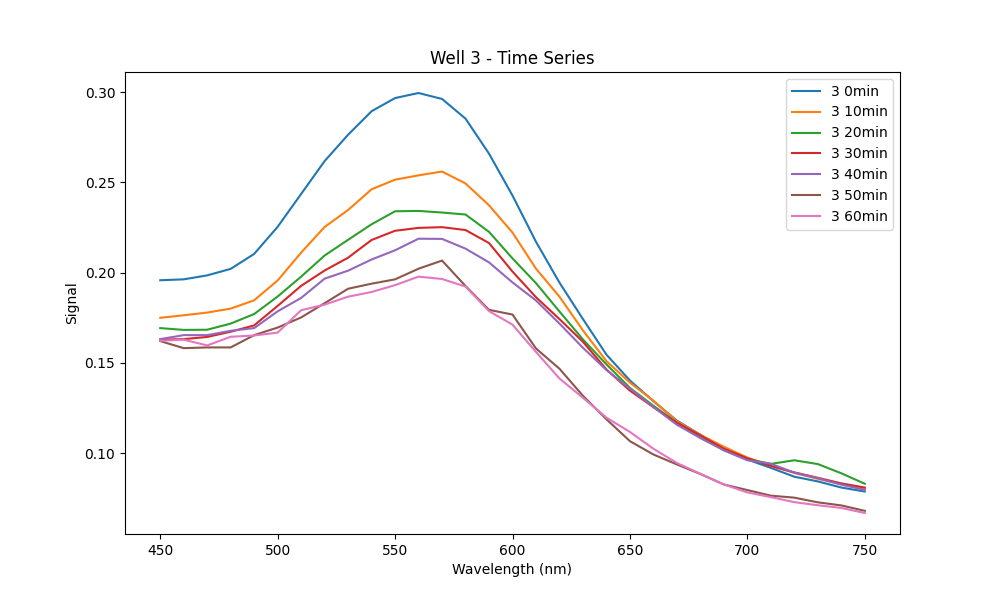 Well 3 - Time Series
Signal
0.30
0.25
0.20
0.15
0.10
3 0min
3 10min
3 20min
3 30min
3 40min
3 50min
3 60min
450 500 550 600 650 700 750
Wavelength (nm)